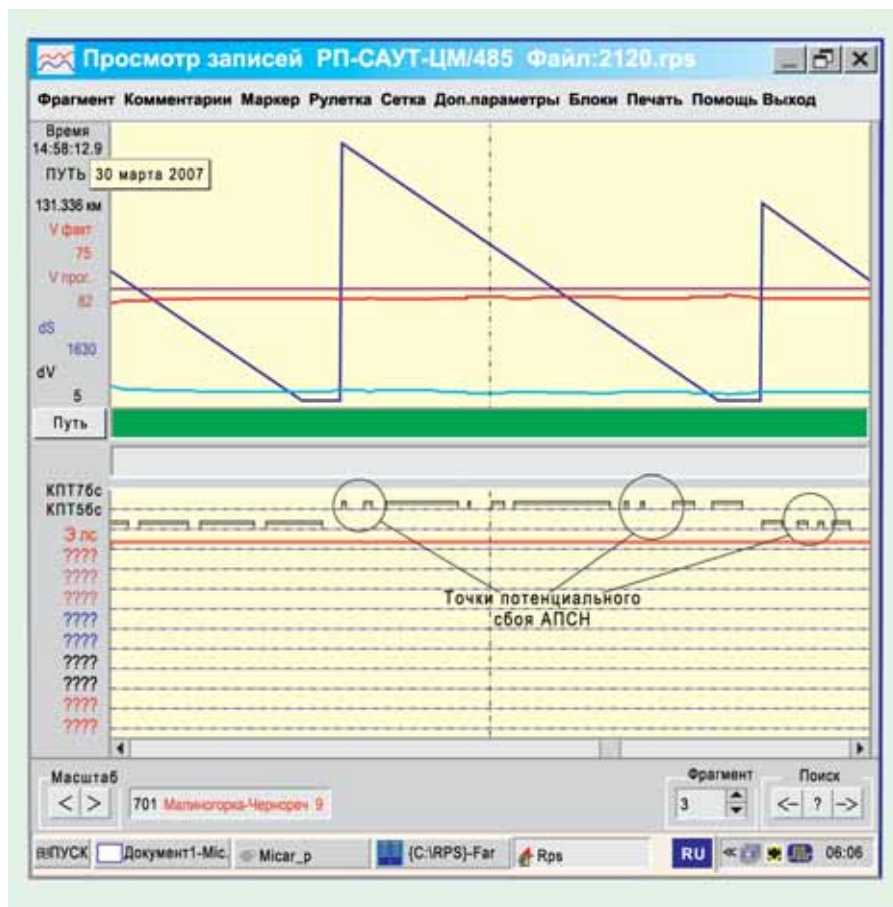 Просмотр записей РП-САУТ-ЦМ/485 Файл:2120.rps
Фрагмент Комментарии Маркер Рулетка Сетка Доп.параметры Блоки Печать Помощь Выход
Время
14:58:12.9
ПУТЬ 30 марта 2007
131.336 км
V факт
75
V прог.
82
dS
1630
dV
5
Путь
КПТ7бс
КПТ5бс
Э пс
????
????
????
????
????
????
????
????
????
Точки потенциального
сбоя АПСН
Масштаб
< >
701 Малиногорка-Чернореч 9
Фрагмент
3
Поиск
<- ? ->
ПУСК Документ1-Mic. Micar_p {C:\RPS}-Far Rps RU 06:06